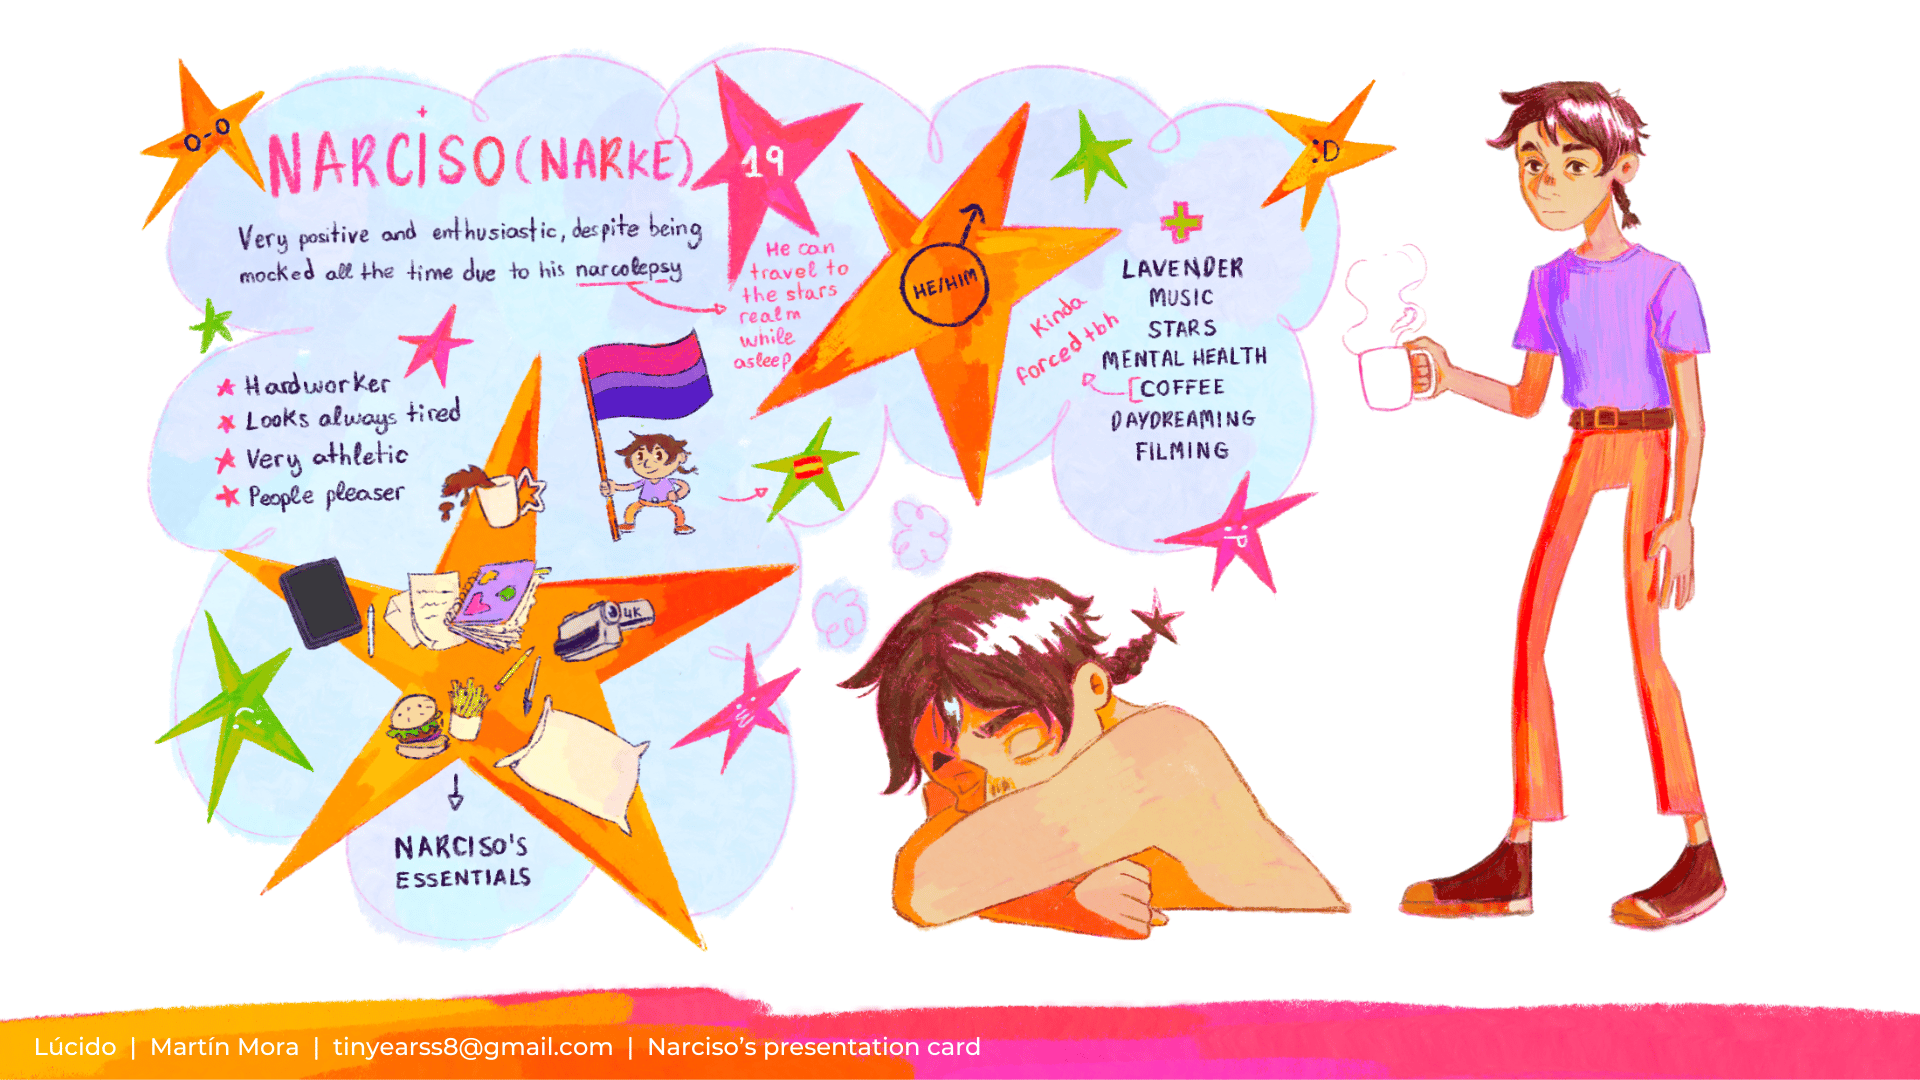 O-O
NARCISO (NARKE)
19
Very positive and enthusiastic, despite being
mocked all the time due to his narcolepsy
He can
travel to
the stars
realm
while
asleep
HE/HIM
:D
+
LAVENDER
MUSIC
STARS
MENTAL HEALTH
[COFFEE
DAYDREAMING
FILMING
Kinda
forced tbh
Hardworker
Looks always tired
Very athletic
People pleaser
=
4K
NARCISO'S
ESSENTIALS
:P
Lúcido | Martín Mora | tinyearss8@gmail.com | Narciso's presentation card